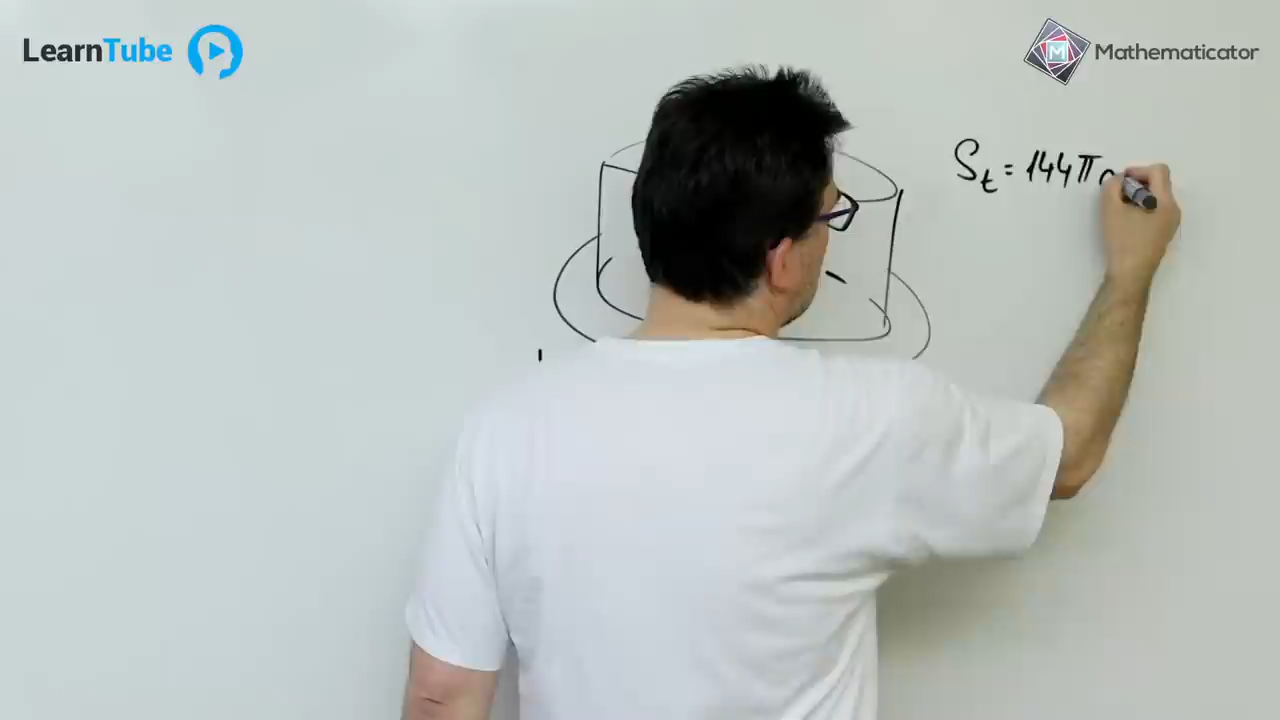 LearnTube
M Mathematicator
S_t = 144π